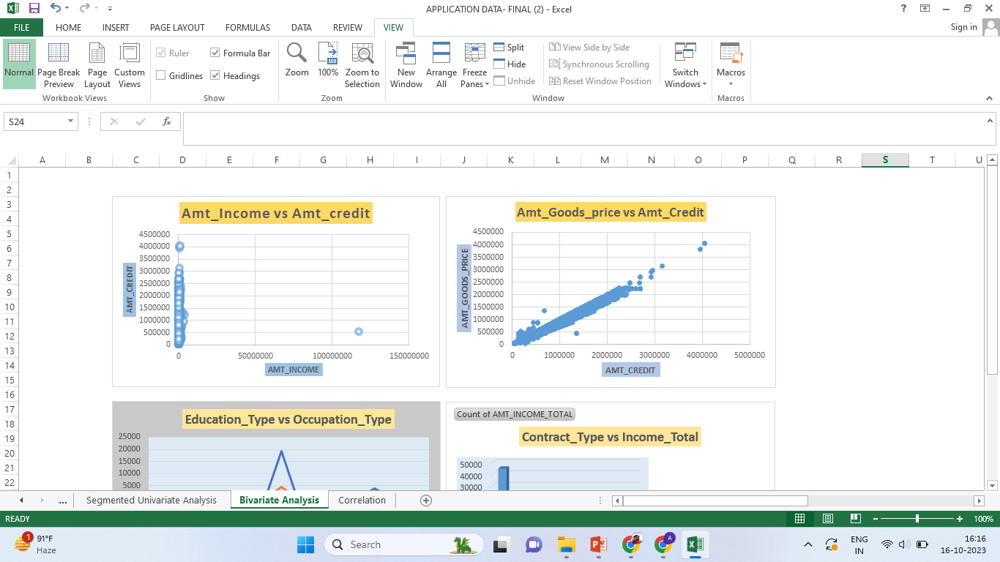 APPLICATION DATA- FINAL (2) - Excel
?
FILE HOME INSERT PAGE LAYOUT FORMULAS DATA REVIEW VIEW Sign in
Normal Page Break Preview Page Layout Custom Views
Workbook Views
Ruler Formula Bar
Gridlines Headings
Show
Zoom 100% Zoom to Selection
Zoom
New Window Arrange All Freeze Panes
Split
Hide
Unhide
View Side by Side
Synchronous Scrolling
Reset Window Position
Window
Switch Windows
Macros
Macros
S24 fx
A B C D E F G H I J K L M N O P Q R S T U
1
2
3
4
5
6
7
8
9
10
11
12
13
14
15
16
17
18
19
20
21
22
Amt_Income vs Amt_credit
4500000
4000000
3500000
3000000
2500000
2000000
1500000
1000000
500000
0
AMT_CREDIT
0 50000000 100000000 150000000
AMT_INCOME
Amt_Goods_price vs Amt_Credit
4500000
4000000
3500000
3000000
2500000
2000000
1500000
1000000
500000
0
AMT_GOODS_PRICE
0 1000000 2000000 3000000 4000000 5000000
AMT_CREDIT
Education_Type vs Occupation_Type
25000
20000
15000
10000
5000
Count of AMT_INCOME_TOTAL
Contract_Type vs Income_Total
50000
40000
30000
... Segmented Univariate Analysis Bivariate Analysis Correlation
READY 100%
1
91°F
Haze
Search
A
ENG
IN
16:16
16-10-2023